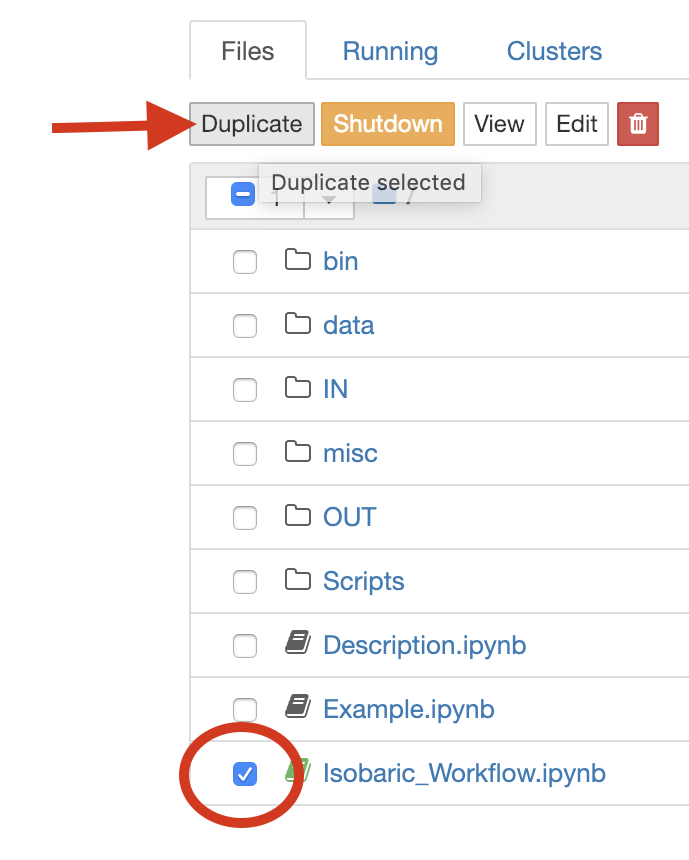 Files Running Clusters
Duplicate Shutdown View Edit
Duplicate selected
1 /
bin
data
IN
misc
OUT
Scripts
Description.ipynb
Example.ipynb
Isobaric_Workflow.ipynb